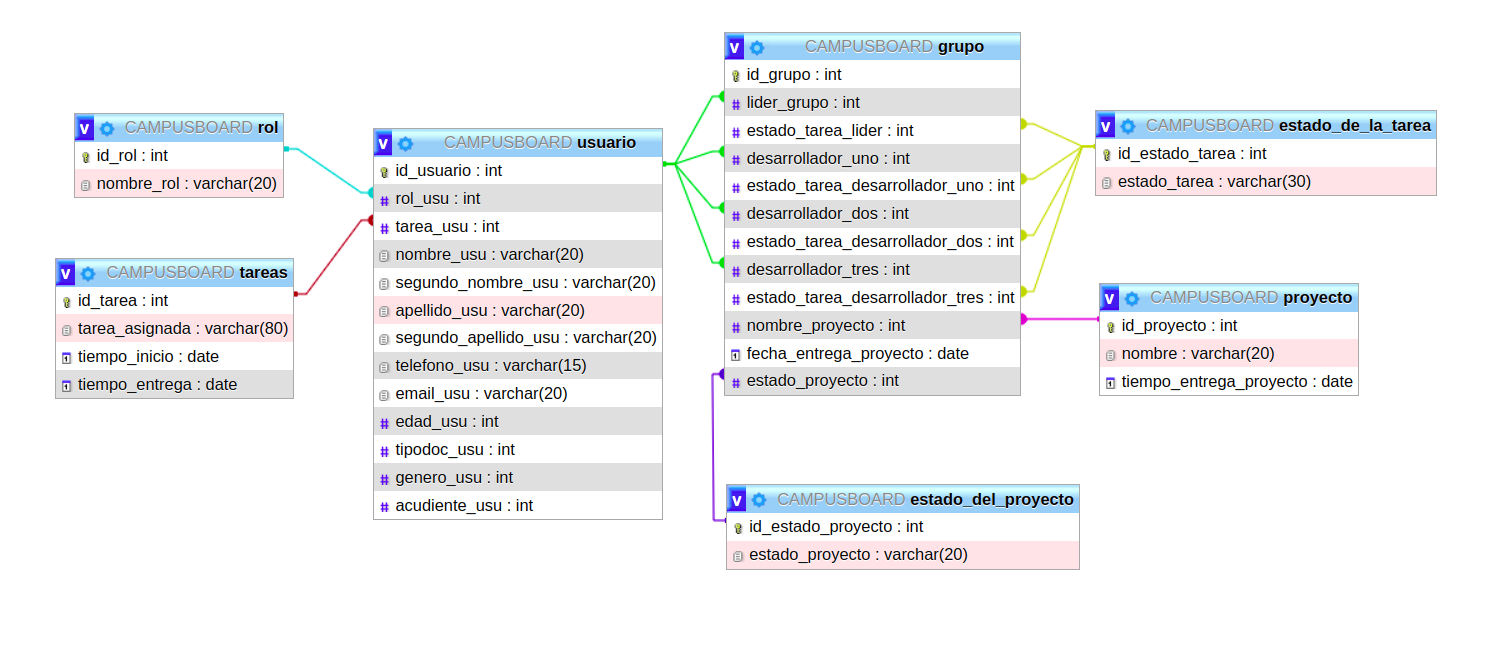 CAMPUSBOARD rol
id_rol : int
nombre_rol : varchar(20)
CAMPUSBOARD tareas
id_tarea : int
tarea_asignada : varchar(80)
tiempo_inicio : date
tiempo_entrega : date
CAMPUSBOARD usuario
id_usuario : int
rol_usu : int
tarea_usu : int
nombre_usu : varchar(20)
segundo_nombre_usu : varchar(20)
apellido_usu : varchar(20)
segundo_apellido_usu : varchar(20)
telefono_usu : varchar(15)
email_usu : varchar(20)
edad_usu : int
tipodoc_usu : int
genero_usu : int
acudiente_usu : int
CAMPUSBOARD grupo
id_grupo : int
lider_grupo : int
estado_tarea_lider : int
desarrollador_uno : int
estado_tarea_desarrollador_uno : int
desarrollador_dos : int
estado_tarea_desarrollador_dos : int
desarrollador_tres : int
estado_tarea_desarrollador_tres : int
nombre_proyecto : int
fecha_entrega_proyecto : date
estado_proyecto : int
CAMPUSBOARD estado_del_proyecto
id_estado_proyecto : int
estado_proyecto : varchar(20)
CAMPUSBOARD estado_de_la_tarea
id_estado_tarea : int
estado_tarea : varchar(30)
CAMPUSBOARD proyecto
id_proyecto : int
nombre : varchar(20)
tiempo_entrega_proyecto : date